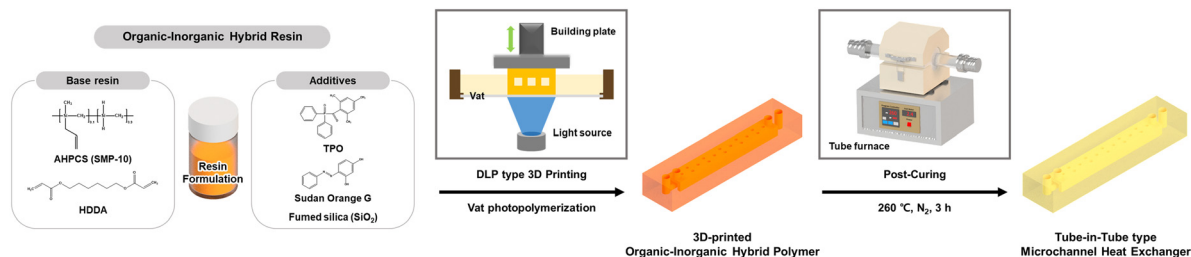 Organic-Inorganic Hybrid Resin
Base resin
AHPCS (SMP-10)
HDDA
Resin
Formulation
Additives
TPO
Sudan Orange G
Fumed silica (SiO₂)
Building plate
Vat
Light source
DLP type 3D Printing
Vat photopolymerization
3D-printed
Organic-Inorganic Hybrid Polymer
Tube furnace
Post-Curing
260 ℃, N₂, 3 h
Tube-in-Tube type
Microchannel Heat Exchanger